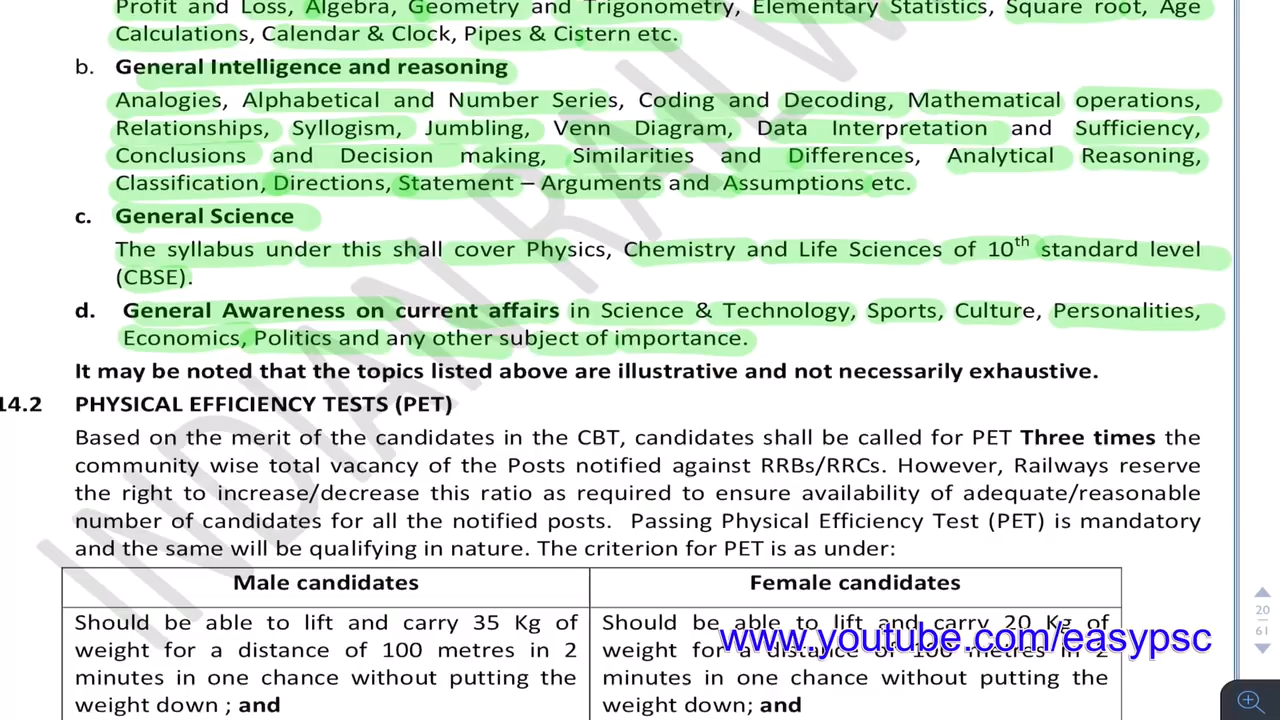 Profit and Loss, Algebra, Geometry and Trigonometry, Elementary Statistics, Square root, Age
Calculations, Calendar & Clock, Pipes & Cistern etc.
b. General Intelligence and reasoning
Analogies, Alphabetical and Number Series, Coding and Decoding, Mathematical operations,
Relationships, Syllogism, Jumbling, Venn Diagram, Data Interpretation and Sufficiency,
Conclusions and Decision making, Similarities and Differences, Analytical Reasoning,
Classification, Directions, Statement – Arguments and Assumptions etc.
c. General Science
The syllabus under this shall cover Physics, Chemistry and Life Sciences of 10th standard level
(CBSE).
d. General Awareness on current affairs in Science & Technology, Sports, Culture, Personalities,
Economics, Politics and any other subject of importance.
It may be noted that the topics listed above are illustrative and not necessarily exhaustive.
14.2 PHYSICAL EFFICIENCY TESTS (PET)
Based on the merit of the candidates in the CBT, candidates shall be called for PET Three times the
community wise total vacancy of the Posts notified against RRBs/RRCs. However, Railways reserve
the right to increase/decrease this ratio as required to ensure availability of adequate/reasonable
number of candidates for all the notified posts. Passing Physical Efficiency Test (PET) is mandatory
and the same will be qualifying in nature. The criterion for PET is as under:
Male candidates
Female candidates
Should be able to lift and carry 35 Kg of
weight for a distance of 100 metres in 2
minutes in one chance without putting the
weight down ; and
Should be able to lift and carry 20 Kg of
weight for a distance of 100 metres in 2
minutes in one chance without putting the
weight down; and
www.youtube.com/easypsc
20
61
INDIAN RAILW